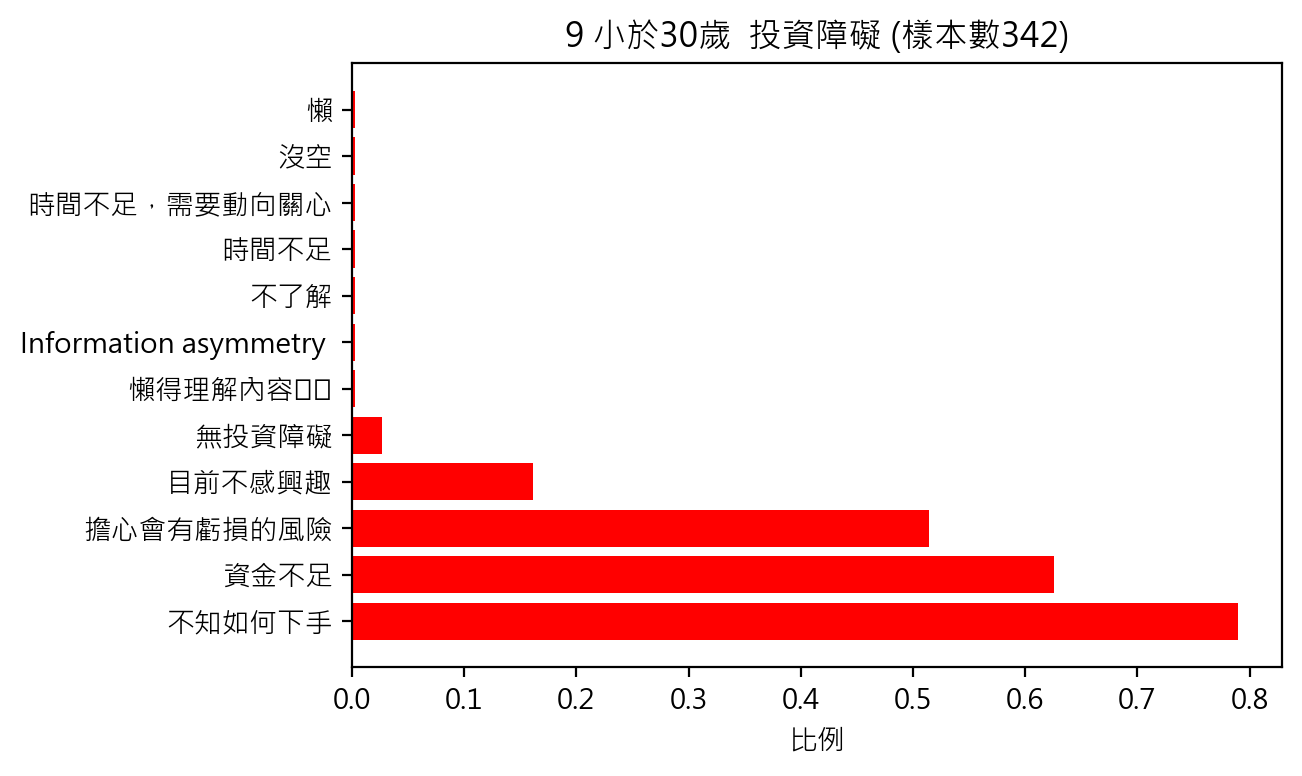 9 小於30歲  投資障礙 (樣本數342)
懶
沒空
時間不足，需要動向關心
時間不足
不了解
Information asymmetry
懶得理解內容▯▯
無投資障礙
目前不感興趣
擔心會有虧損的風險
資金不足
不知如何下手
0.0 0.1 0.2 0.3 0.4 0.5 0.6 0.7 0.8
比例